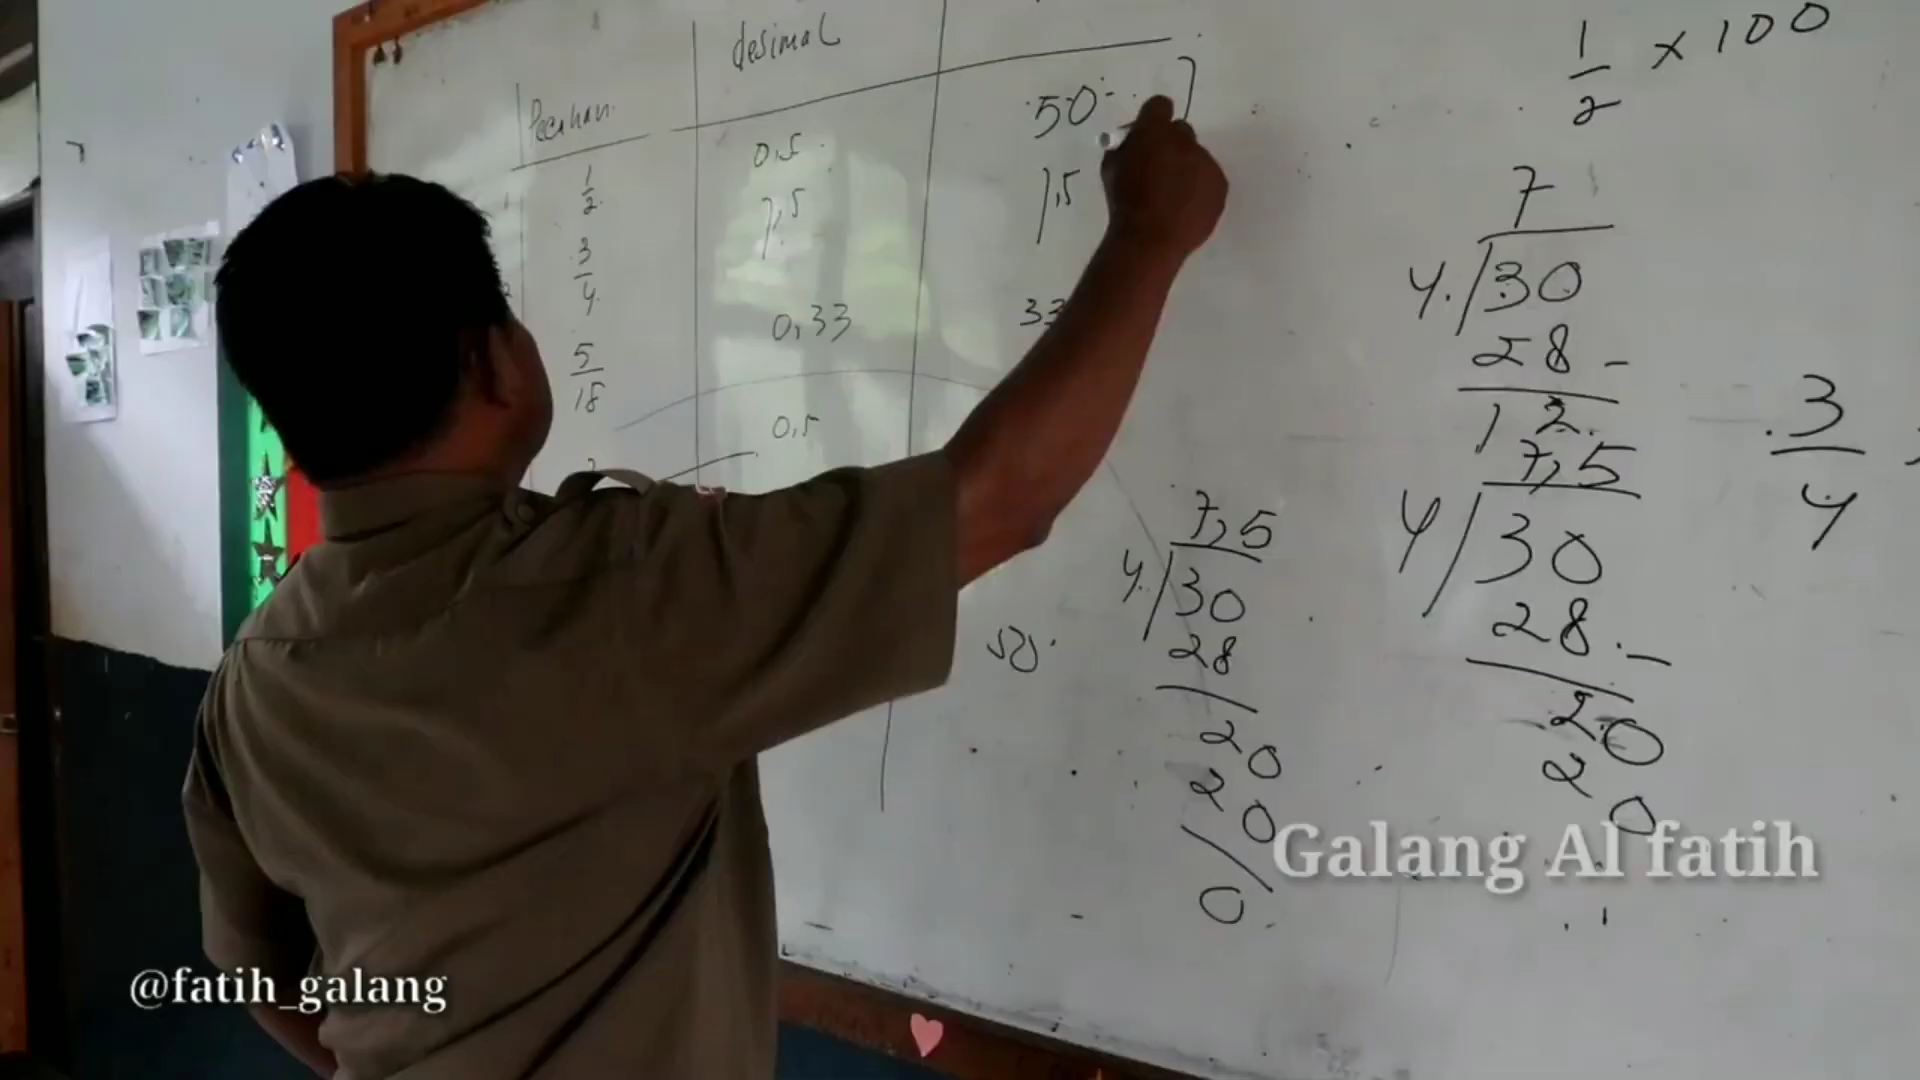 Pecahan desimal
1/2 0,5 50
3/4 7,5 7,5
5/18 0,33 33
0,5
50
7,5
4 30
28
20
20
0
1/2 x 100
7
4 30
28 -
12
7,5
4 30
28 -
20
20
3/4
Galang Al fatih
@fatih_galang